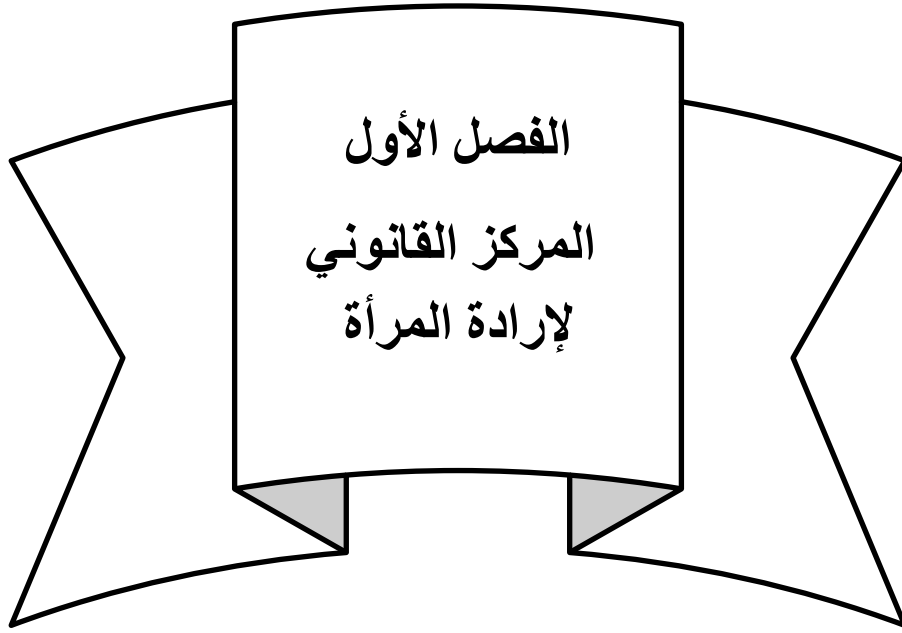 الفصل الأول
المركز القانوني
لإرادة المرأة